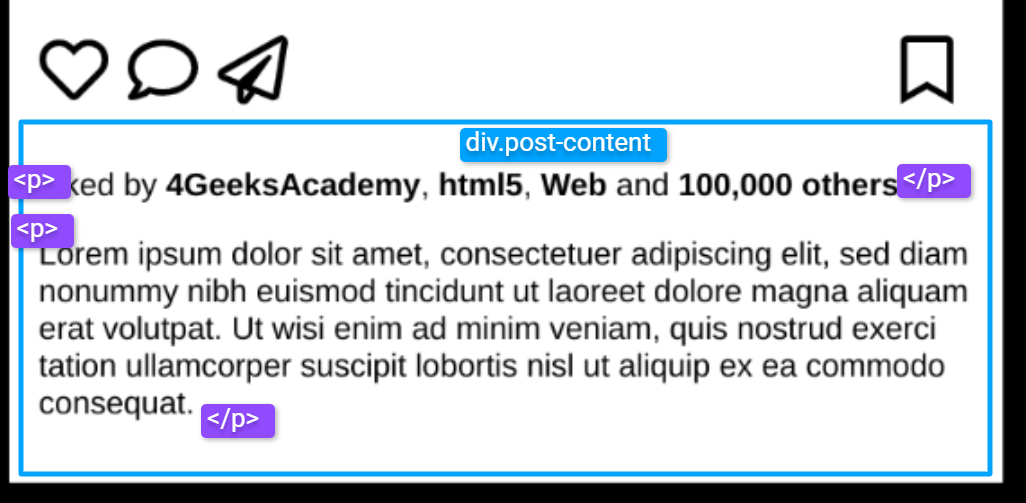 div.post-content
<p> ked by 4GeeksAcademy, html5, Web and 100,000 others </p>
<p>
Lorem ipsum dolor sit amet, consectetuer adipiscing elit, sed diam
nonummy nibh euismod tincidunt ut laoreet dolore magna aliquam
erat volutpat. Ut wisi enim ad minim veniam, quis nostrud exerci
tation ullamcorper suscipit lobortis nisl ut aliquip ex ea commodo
consequat. </p>